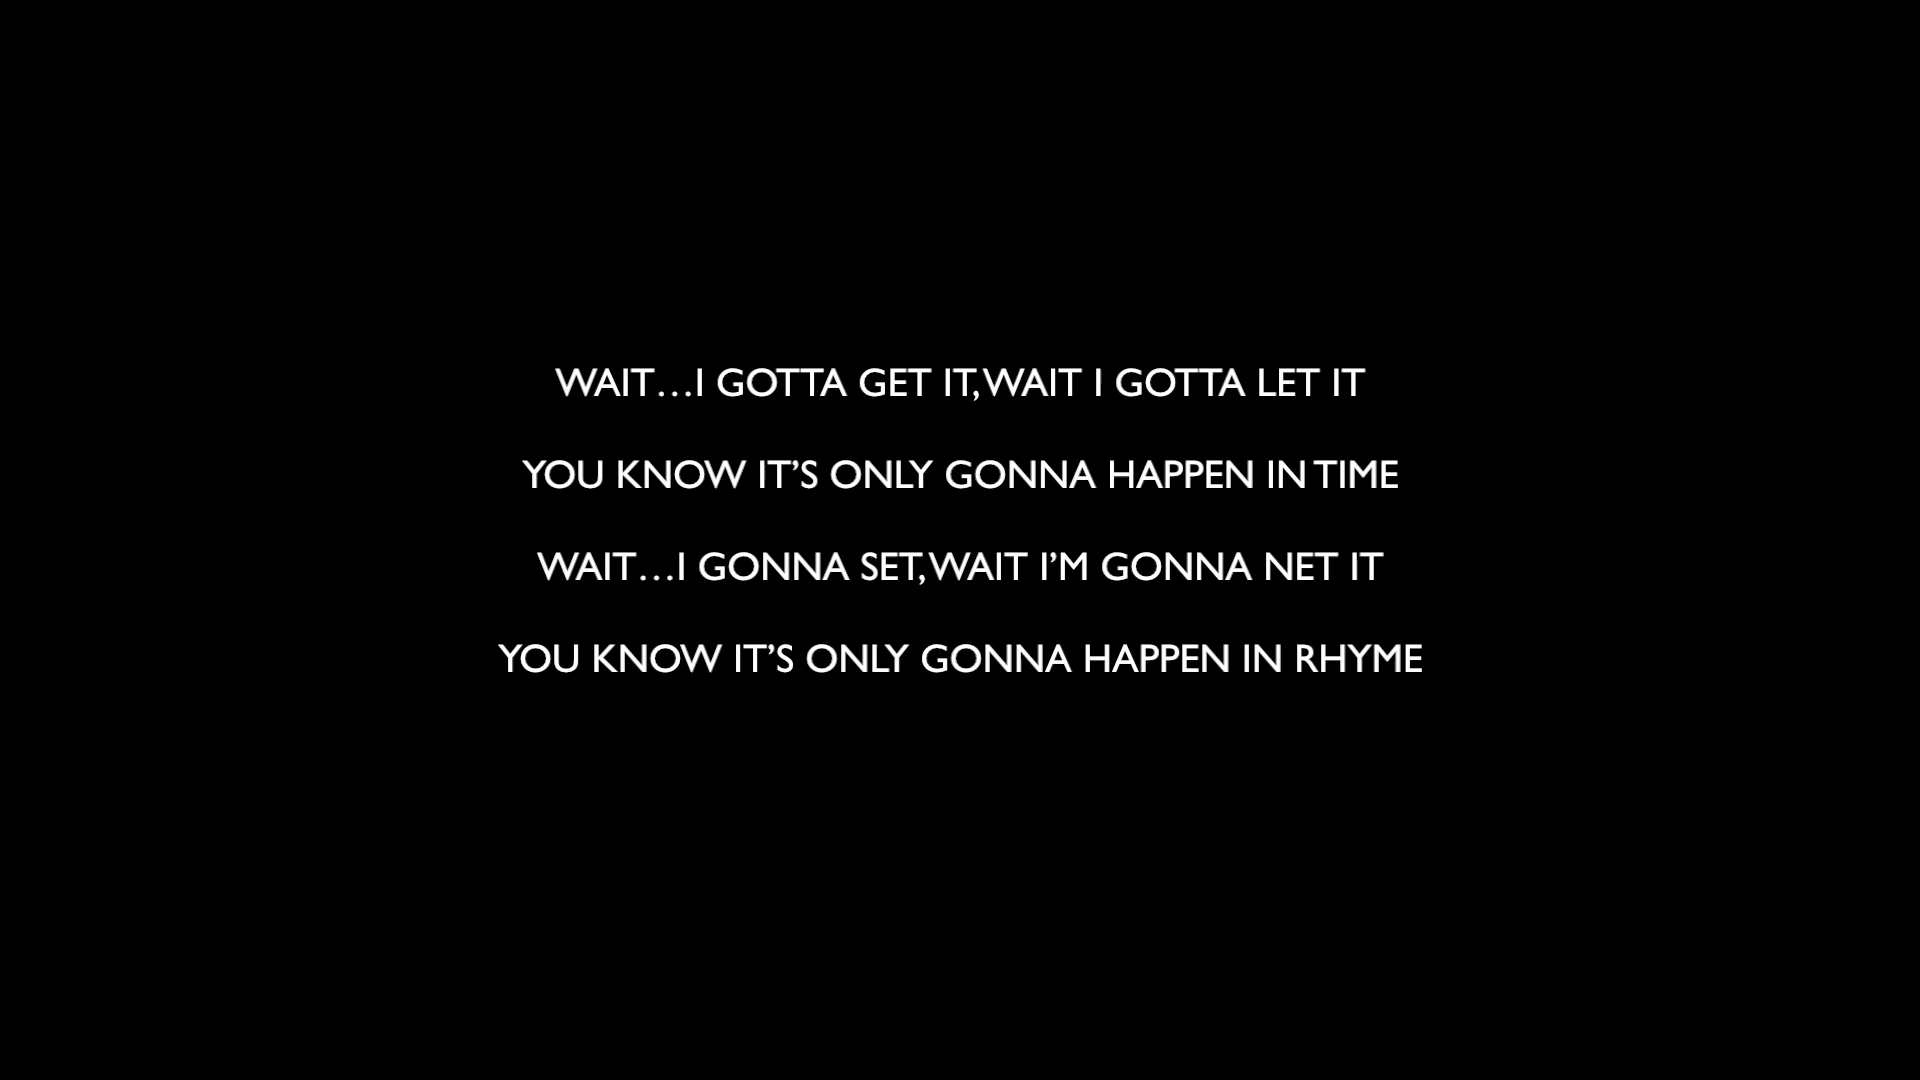 WAIT…I GOTTA GET IT, WAIT I GOTTA LET IT
YOU KNOW IT’S ONLY GONNA HAPPEN IN TIME
WAIT…I GONNA SET, WAIT I’M GONNA NET IT
YOU KNOW IT’S ONLY GONNA HAPPEN IN RHYME